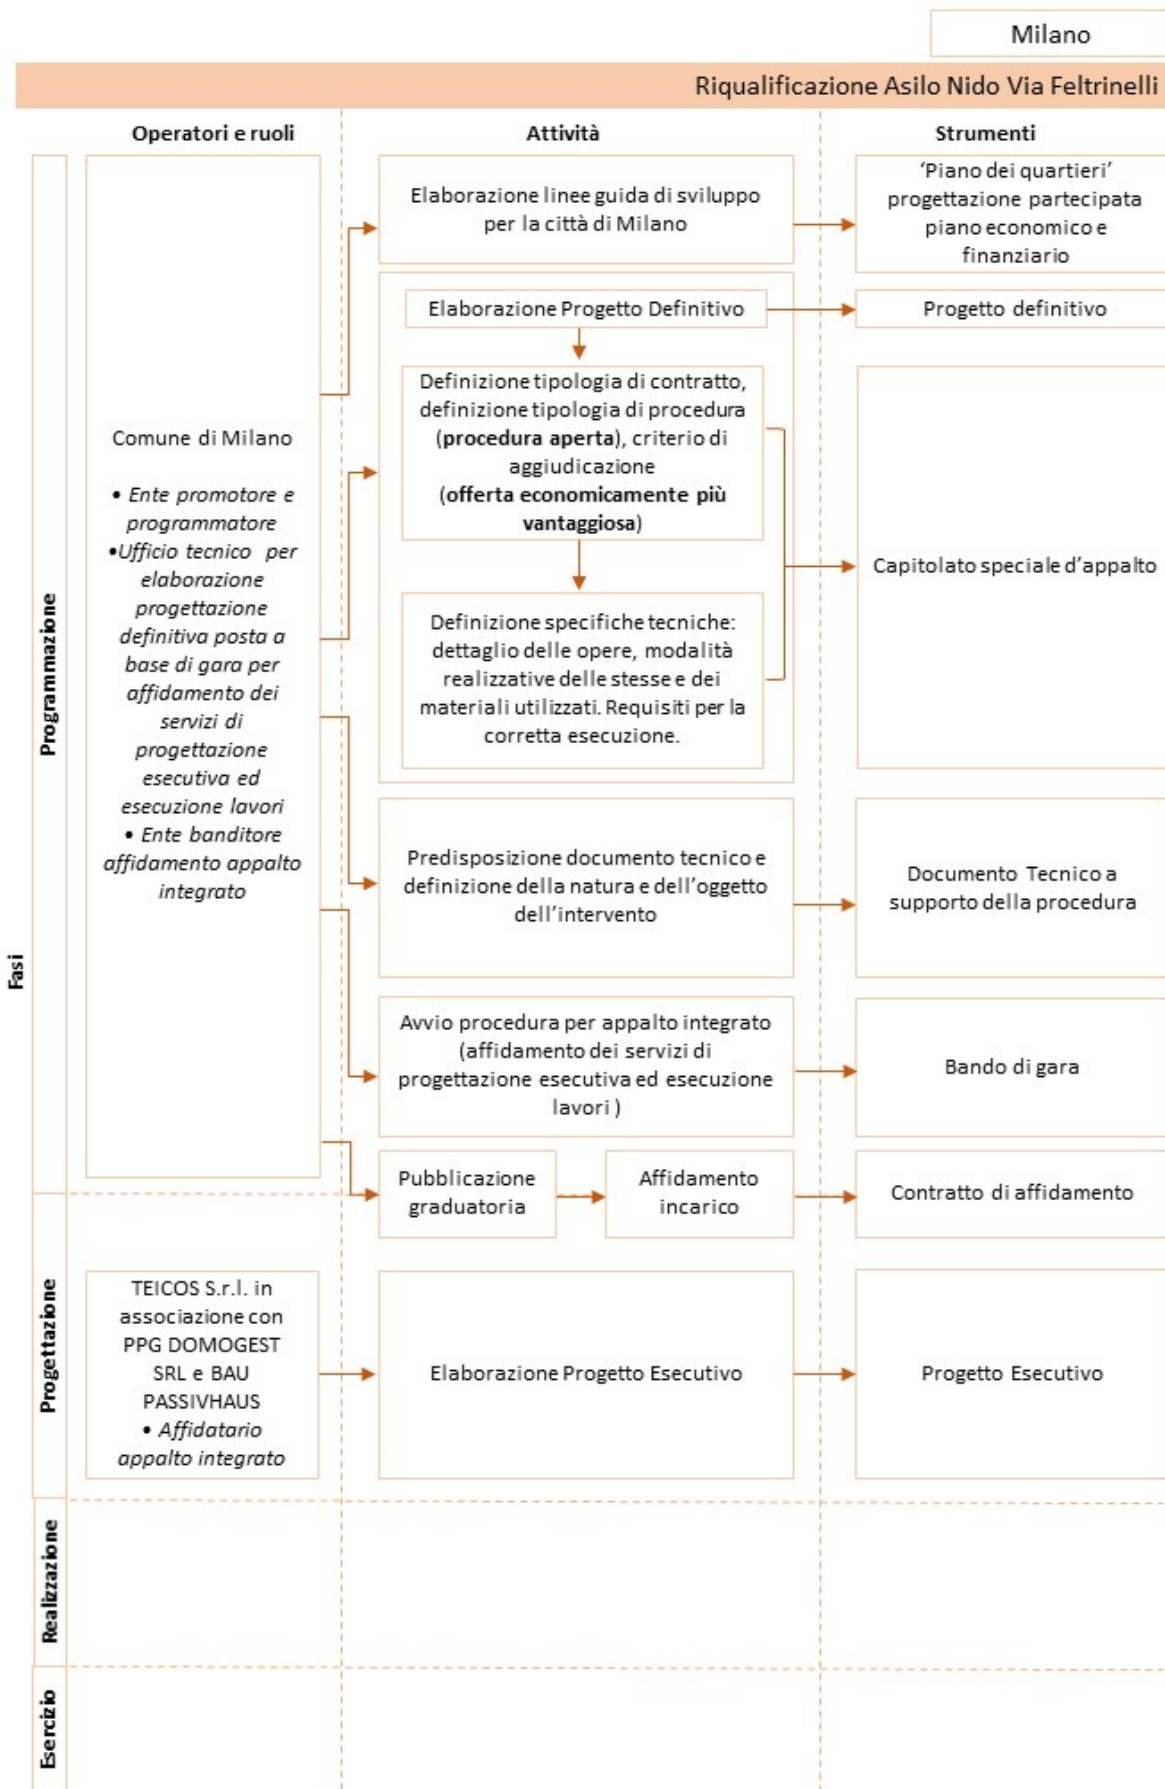 Milano
Riqualificazione Asilo Nido Via Feltrinelli
Operatori e ruoli
Attività
Strumenti
Fasi
Programmazione
Comune di Milano
• Ente promotore e
programmatore
•Ufficio tecnico per
elaborazione
progettazione
definitiva posta a
base di gara per
affidamento dei
servizi di
progettazione
esecutiva ed
esecuzione lavori
• Ente banditore
affidamento appalto
integrato
Elaborazione linee guida di sviluppo
per la città di Milano
‘Piano dei quartieri’
progettazione partecipata
piano economico e
finanziario
Elaborazione Progetto Definitivo
Progetto definitivo
Definizione tipologia di contratto,
definizione tipologia di procedura
(procedura aperta), criterio di
aggiudicazione
(offerta economicamente più
vantaggiosa)
Definizione specifiche tecniche:
dettaglio delle opere, modalità
realizzative delle stesse e dei
materiali utilizzati. Requisiti per la
corretta esecuzione.
Capitolato speciale d’appalto
Predisposizione documento tecnico e
definizione della natura e dell’oggetto
dell’intervento
Documento Tecnico a
supporto della procedura
Avvio procedura per appalto integrato
(affidamento dei servizi di
progettazione esecutiva ed esecuzione
lavori )
Bando di gara
Pubblicazione
graduatoria
Affidamento
incarico
Contratto di affidamento
Progettazione
TEICOS S.r.l. in
associazione con
PPG DOMOGEST
SRL e BAU
PASSIVHAUS
• Affidatario
appalto integrato
Elaborazione Progetto Esecutivo
Progetto Esecutivo
Realizzazione
Esercizio